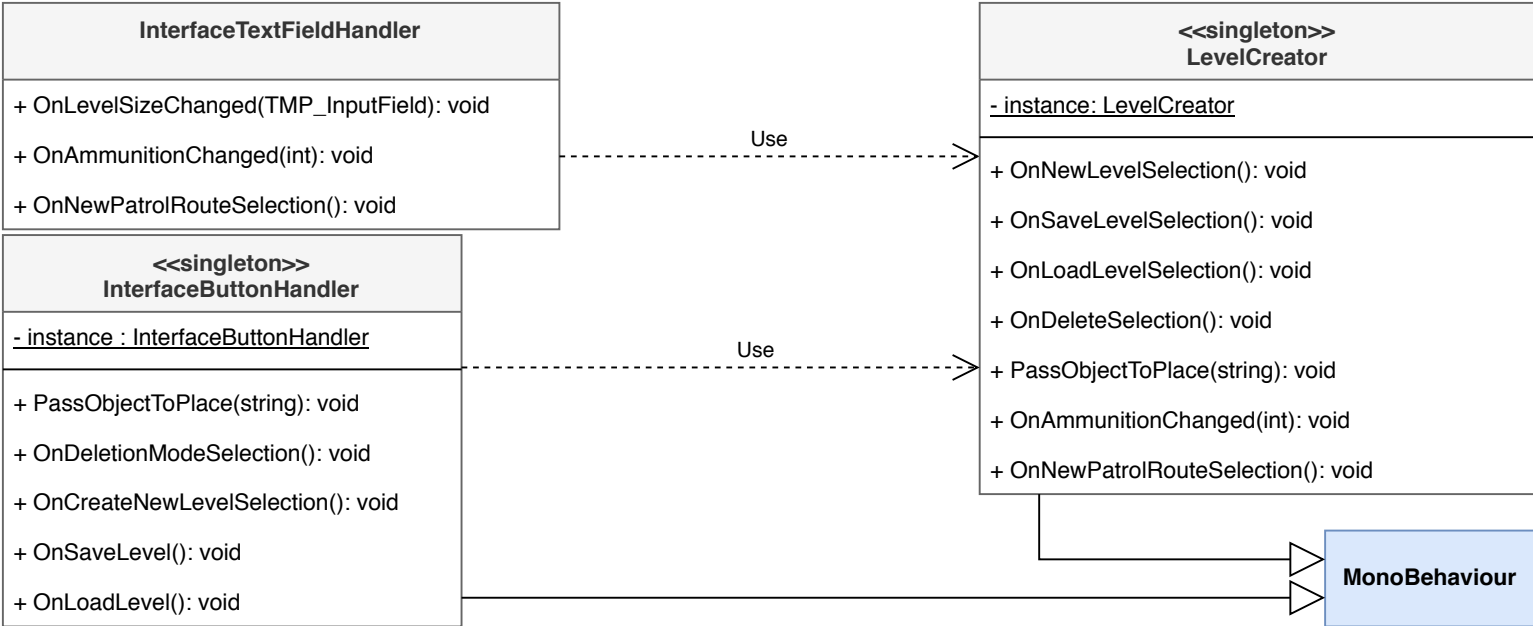 InterfaceTextFieldHandler
+ OnLevelSizeChanged(TMP_InputField): void
+ OnAmmunitionChanged(int): void
+ OnNewPatrolRouteSelection(): void
<<singleton>>
InterfaceButtonHandler
- instance : InterfaceButtonHandler
+ PassObjectToPlace(string): void
+ OnDeletionModeSelection(): void
+ OnCreateNewLevelSelection(): void
+ OnSaveLevel(): void
+ OnLoadLevel(): void
Use
Use
<<singleton>>
LevelCreator
- instance: LevelCreator
+ OnNewLevelSelection(): void
+ OnSaveLevelSelection(): void
+ OnLoadLevelSelection(): void
+ OnDeleteSelection(): void
+ PassObjectToPlace(string): void
+ OnAmmunitionChanged(int): void
+ OnNewPatrolRouteSelection(): void
MonoBehaviour